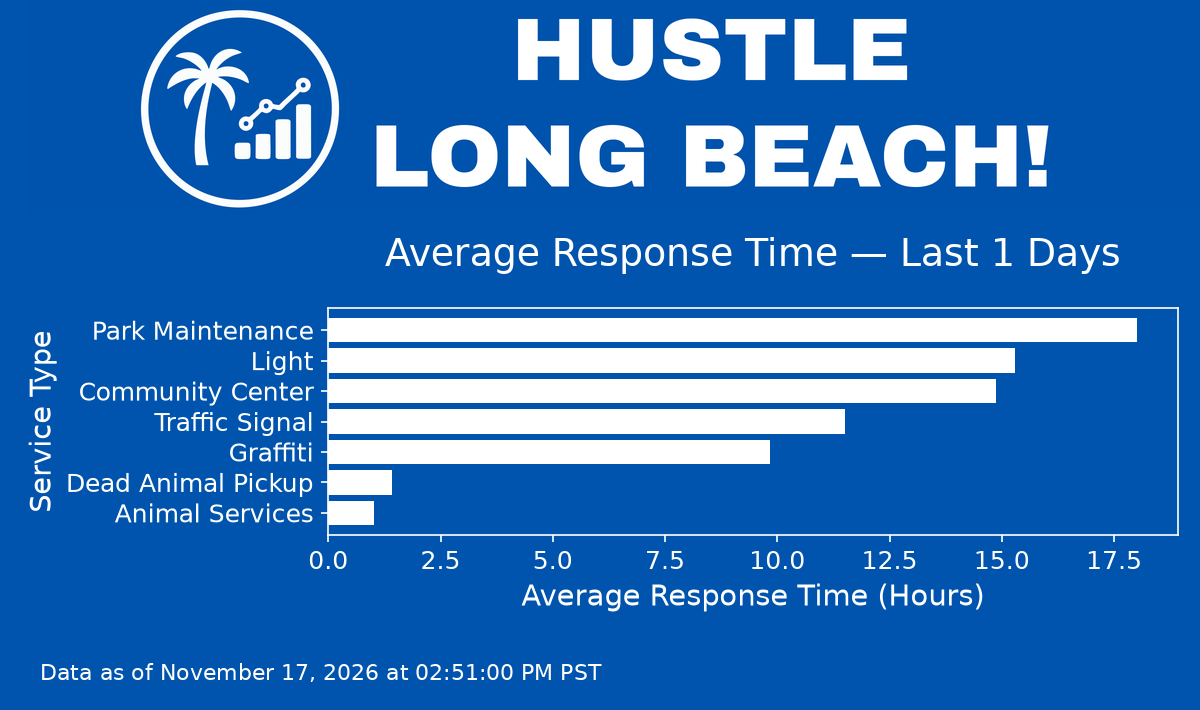 HUSTLE
LONG BEACH!
Average Response Time — Last 1 Days
Service Type
Park Maintenance
Light
Community Center
Traffic Signal
Graffiti
Dead Animal Pickup
Animal Services
0.0 2.5 5.0 7.5 10.0 12.5 15.0 17.5
Average Response Time (Hours)
Data as of November 17, 2026 at 02:51:00 PM PST